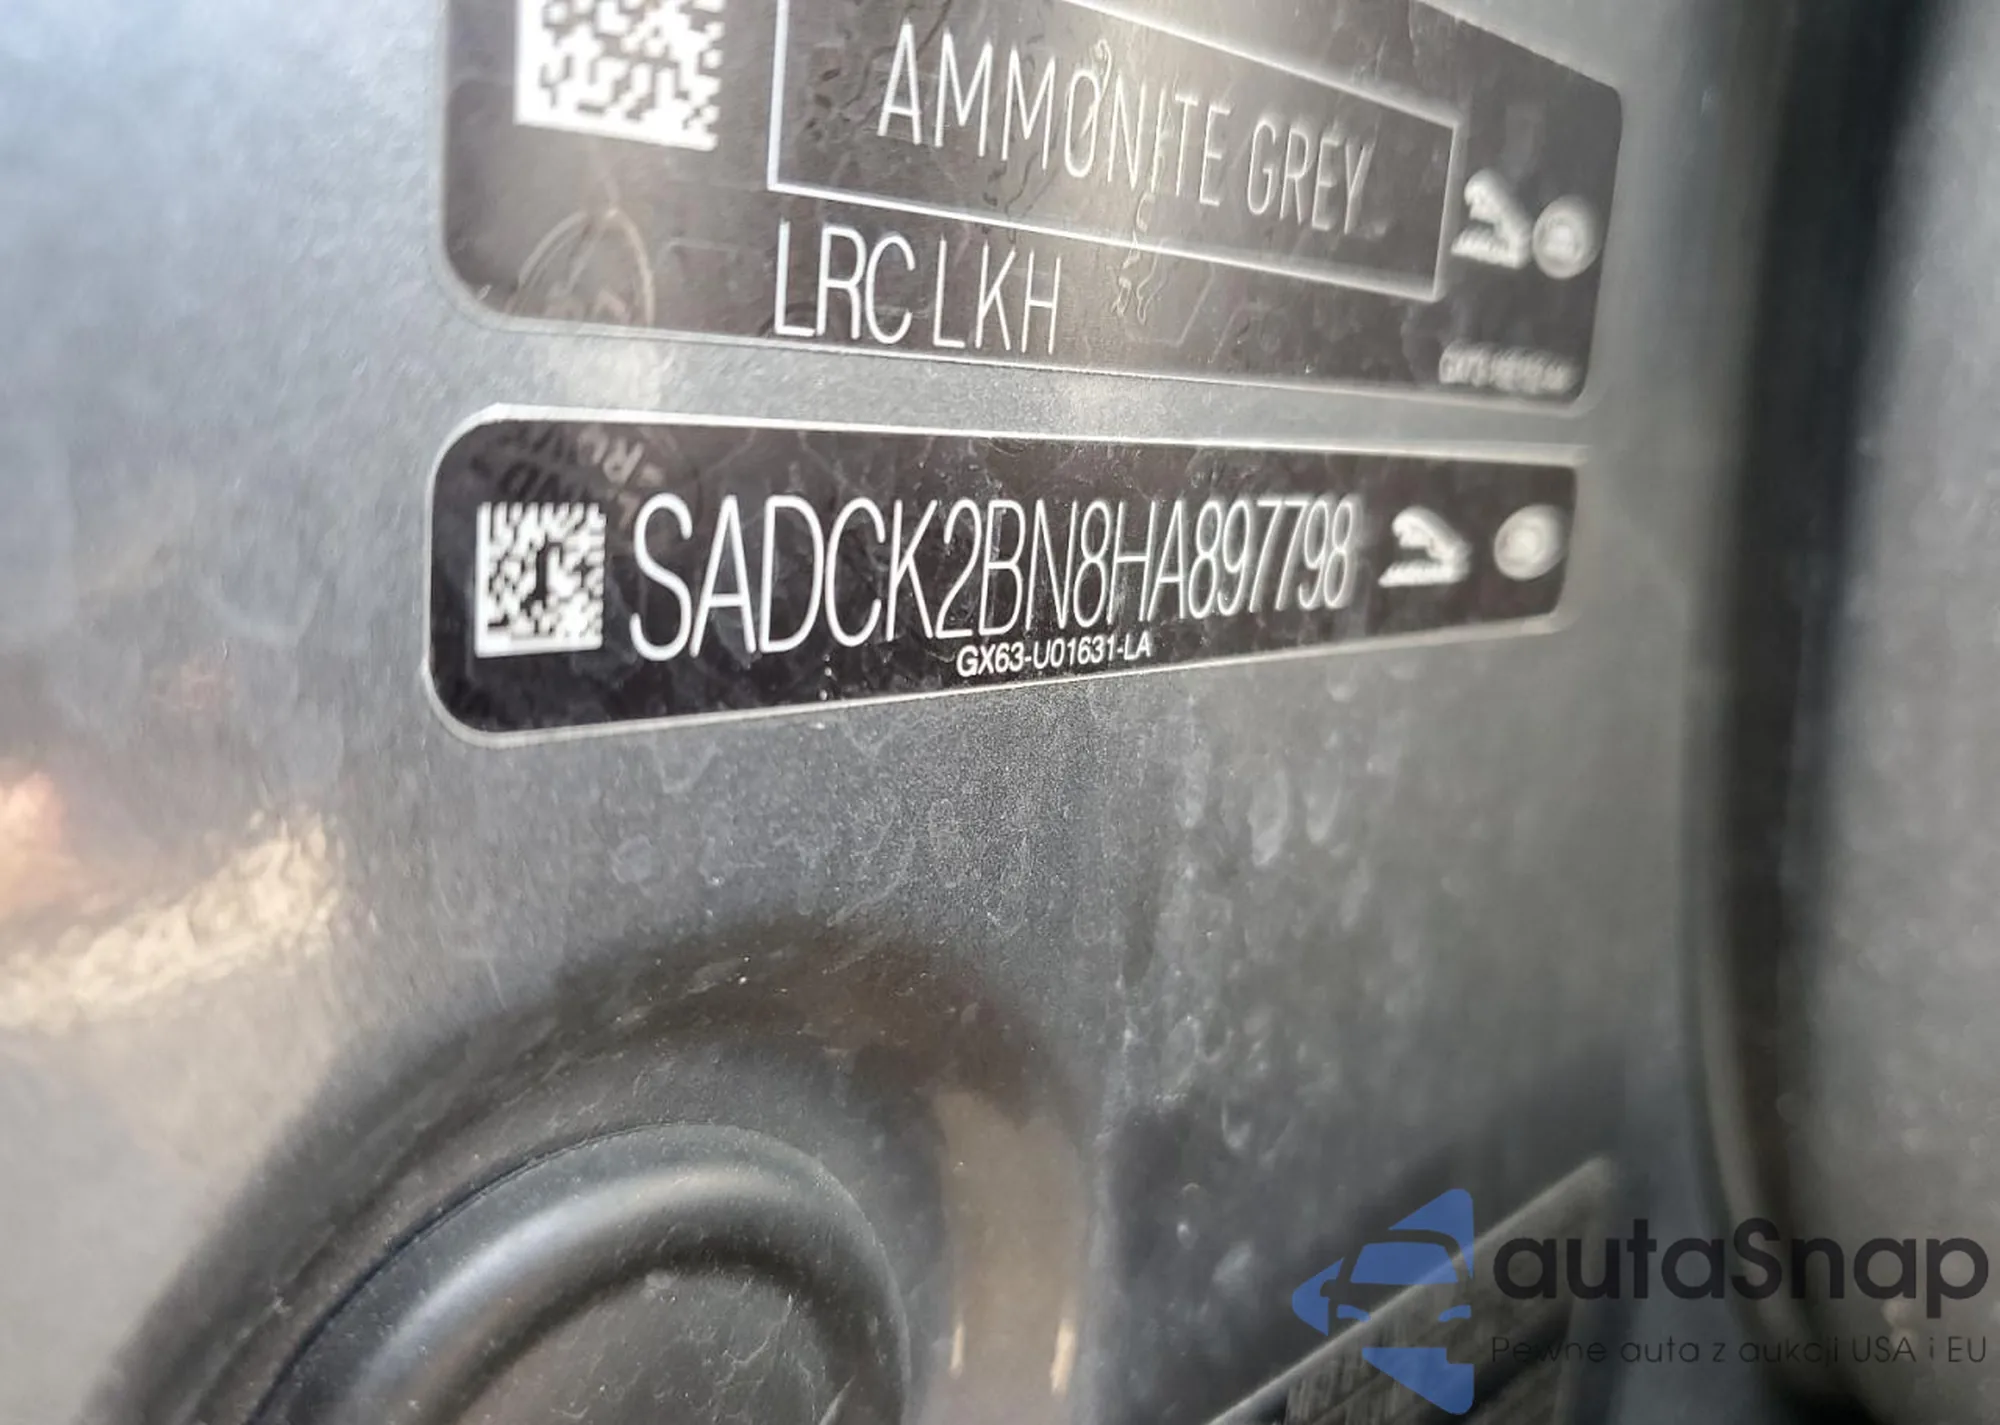 AMMONITE GREY
LRC LKH
SADCK2BN8HA897798
GX63-U01631-LA
autaSnap
Pewne auta z aukcji USA i EU